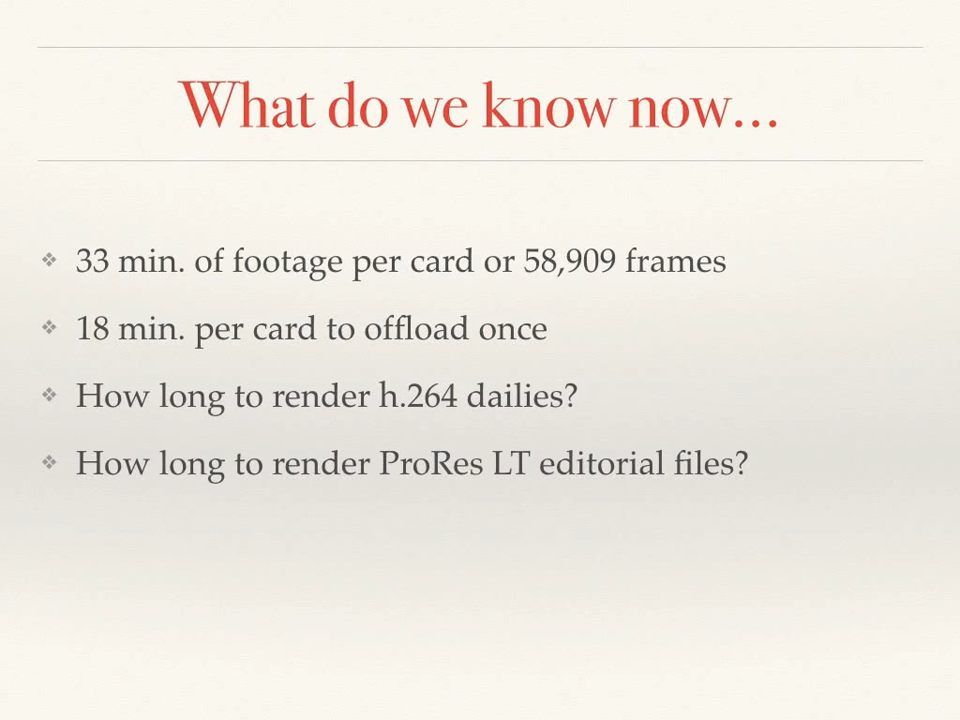 What do we know now...
33 min. of footage per card or 58,909 frames
18 min. per card to offload once
How long to render h.264 dailies?
How long to render ProRes LT editorial files?